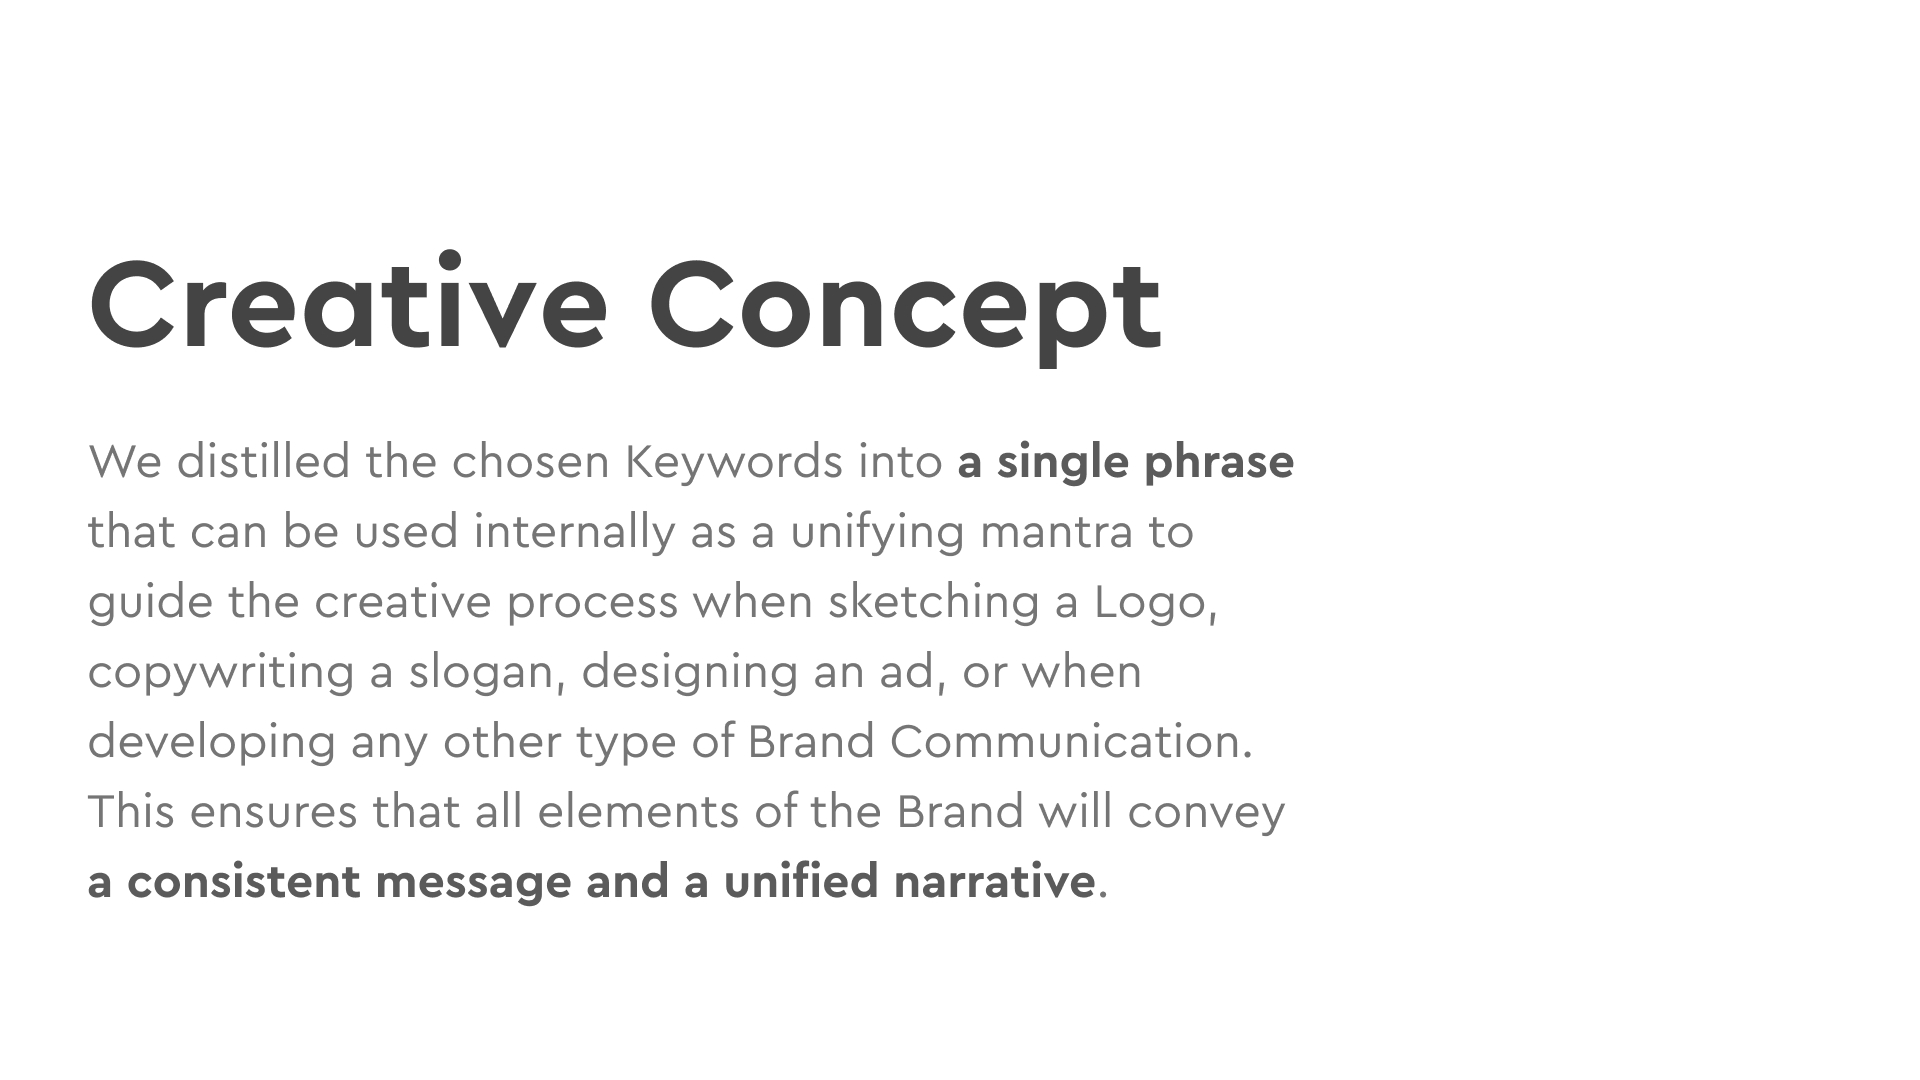 Creative Concept
We distilled the chosen Keywords into a single phrase
that can be used internally as a unifying mantra to
guide the creative process when sketching a Logo,
copywriting a slogan, designing an ad, or when
developing any other type of Brand Communication.
This ensures that all elements of the Brand will convey
a consistent message and a unified narrative.